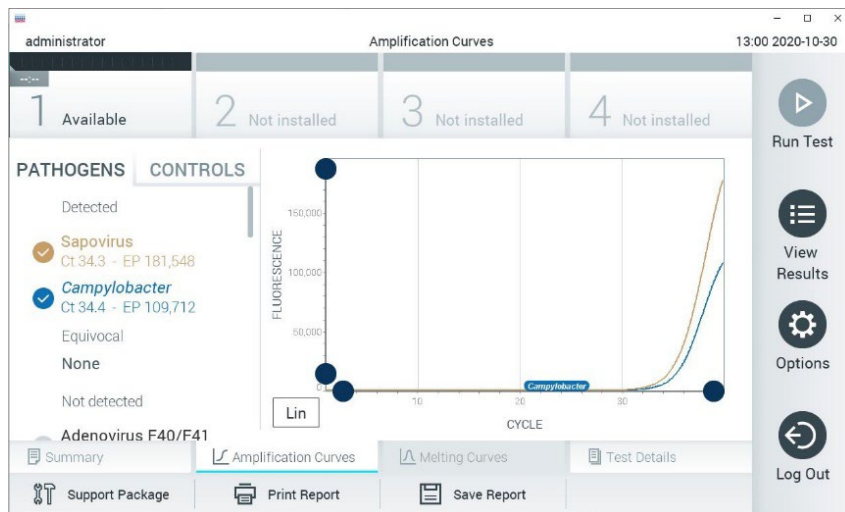 administrator
Amplification Curves
13:00 2020-10-30
--:--
1 Available
2 Not installed
3 Not installed
4 Not installed
Run Test
PATHOGENS
CONTROLS
Detected
Sapovirus
Ct 34.3 - EP 181,548
Campylobacter
Ct 34.4 - EP 109,712
Equivocal
None
Not detected
Adenovirus F40/F41
FLUORESCENCE
150,000
100,000
50,000
0
Campylobacter
10
20
30
CYCLE
Lin
View
Results
Options
Log Out
Summary
Amplification Curves
Melting Curves
Test Details
Support Package
Print Report
Save Report